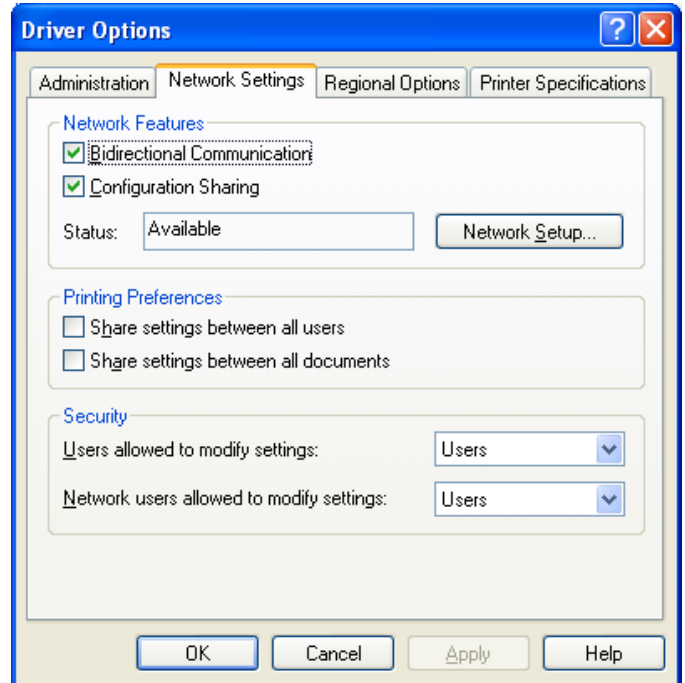 Driver Options
Administration Network Settings Regional Options Printer Specifications
Network Features
Bidirectional Communication
Configuration Sharing
Status: Available Network Setup...
Printing Preferences
Share settings between all users
Share settings between all documents
Security
Users allowed to modify settings: Users
Network users allowed to modify settings: Users
OK Cancel Apply Help